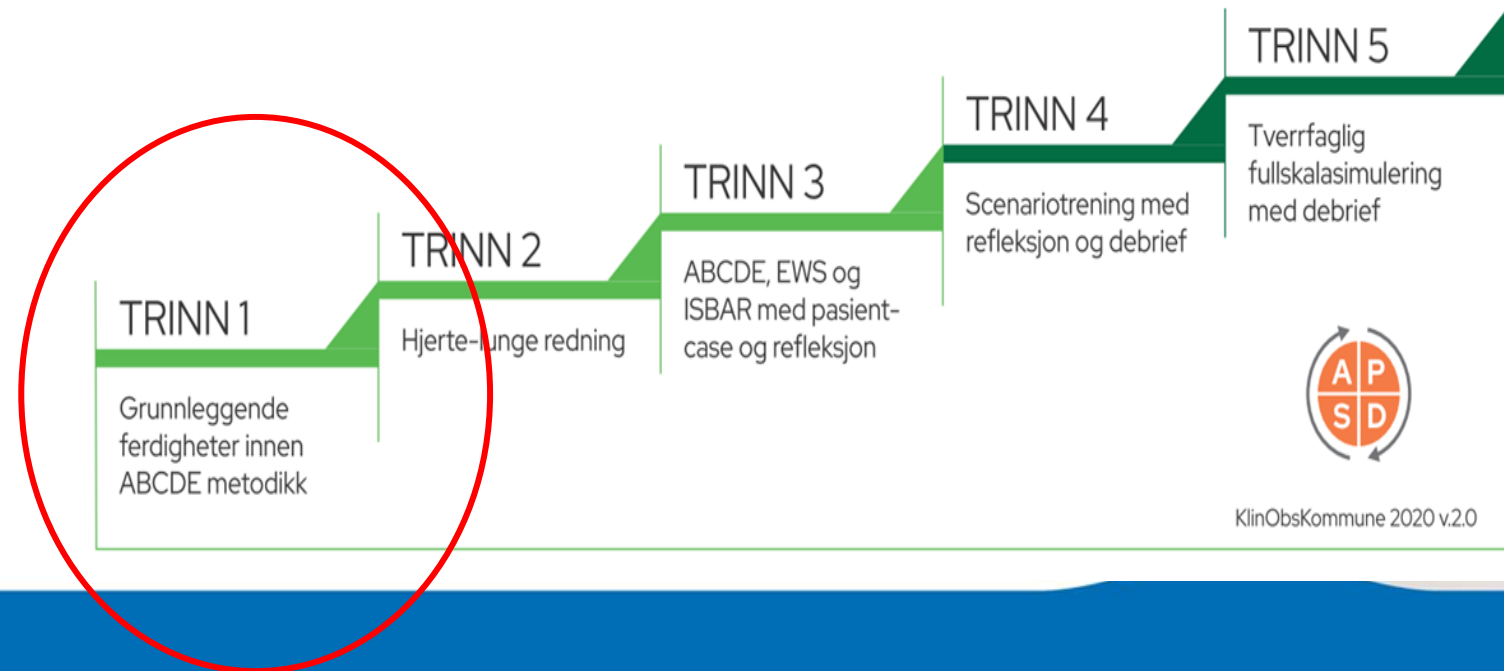 TRINN 1
Grunnleggende
ferdigheter innen
ABCDE metodikk
TRINN 2
Hjerte-lunge redning
TRINN 3
ABCDE, EWS og
ISBAR med pasient-
case og refleksjon
TRINN 4
Scenariotrening med
refleksjon og debrief
TRINN 5
Tverrfaglig
fullskalasimulering
med debrief
A P
S D
KlinObsKommune 2020 v.2.0